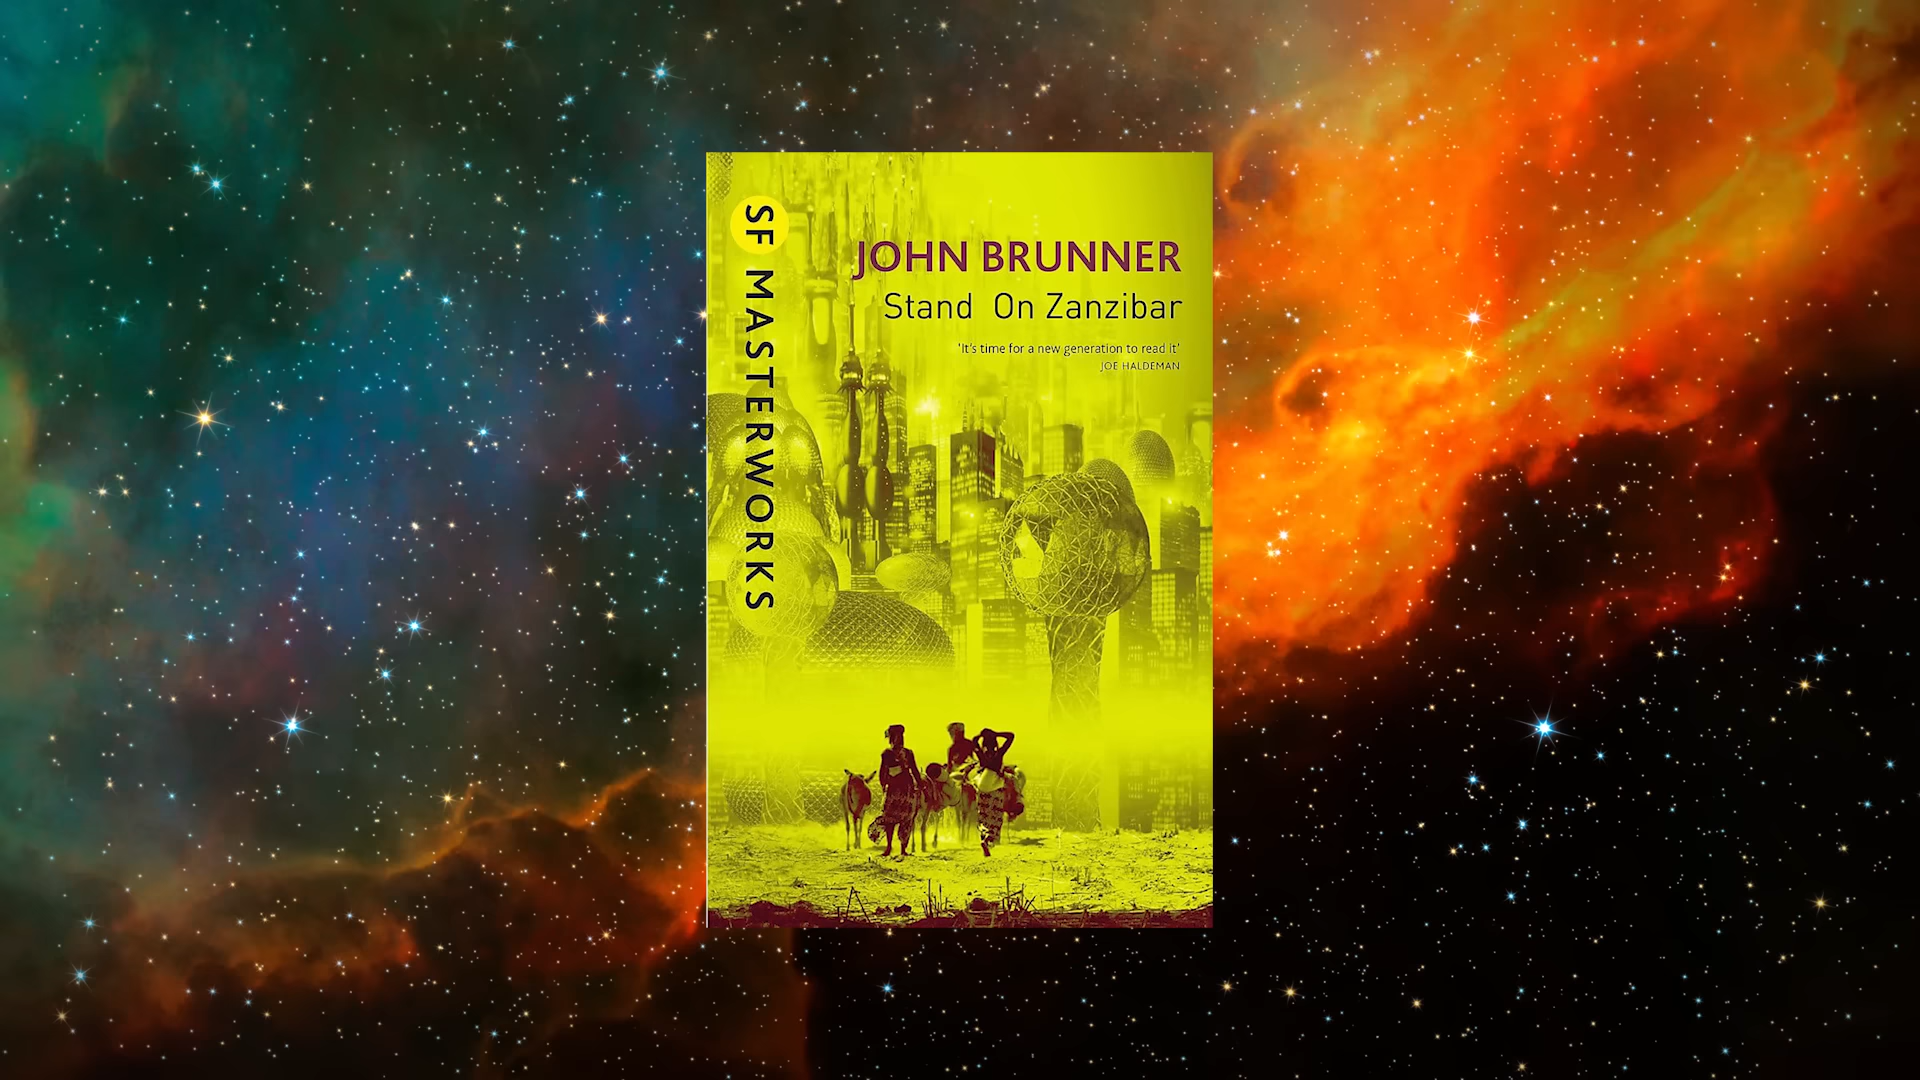 SF MASTERWORKS
JOHN BRUNNER
Stand On Zanzibar
'It's time for a new generation to read it'
JOE HALDEMAN